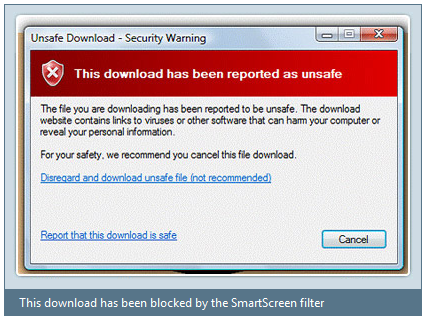 Unsafe Download - Security Warning
This download has been reported as unsafe
The file you are downloading has been reported to be unsafe. The download
website contains links to viruses or other software that can harm your computer or
reveal your personal information.
For your safety, we recommend you cancel this file download.
Disregard and download unsafe file (not recommended)
Report that this download is safe
Cancel
This download has been blocked by the SmartScreen filter